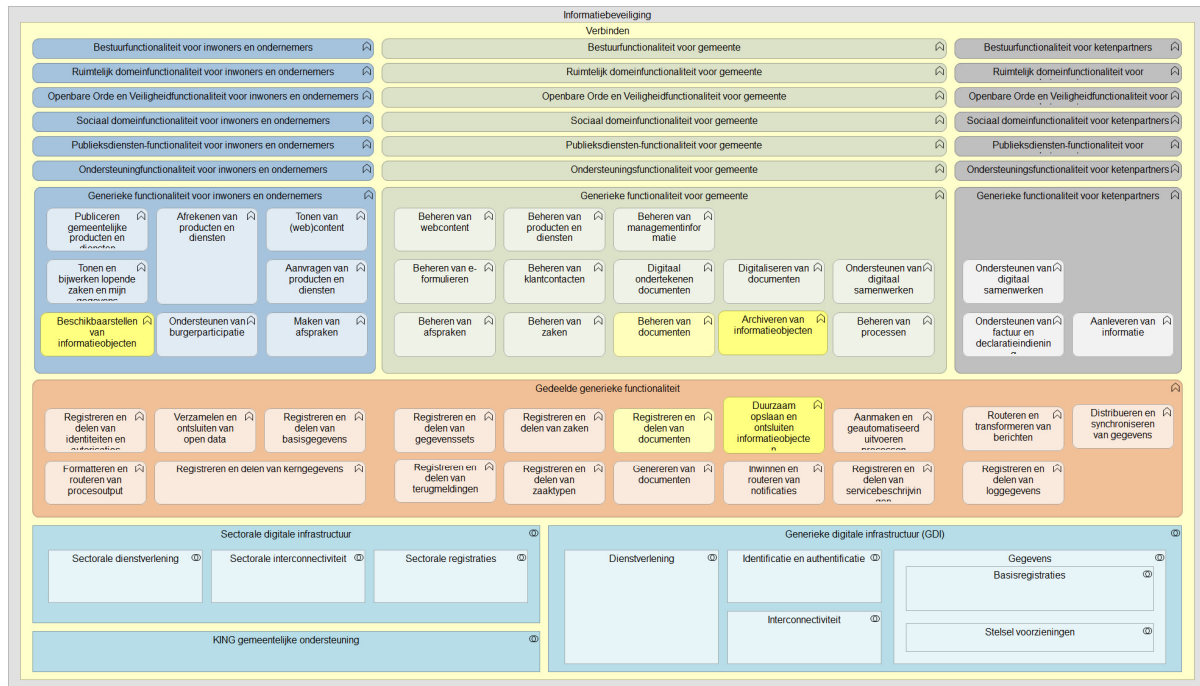 Informatiebeveiliging
Verbinden
Bestuurfunctionaliteit voor inwoners en ondernemers
Bestuurfunctionaliteit voor gemeente
Bestuurfunctionaliteit voor ketenpartners
Ruimtelijk domeinfunctionaliteit voor inwoners en ondernemers
Ruimtelijk domeinfunctionaliteit voor gemeente
Ruimtelijk domeinfunctionaliteit voor
Openbare Orde en Veiligheidfunctionaliteit voor inwoners en ondernemers
Openbare Orde en Veiligheidfunctionaliteit voor gemeente
Openbare Orde en Veiligheidfunctionaliteit voor
Sociaal domeinfunctionaliteit voor inwoners en ondernemers
Sociaal domeinfunctionaliteit voor gemeente
Sociaal domeinfunctionaliteit voor ketenpartners
Publieksdiensten-functionaliteit voor inwoners en ondernemers
Publieksdiensten-functionaliteit voor gemeente
Publieksdiensten-functionaliteit voor
Ondersteuningfunctionaliteit voor inwoners en ondernemers
Ondersteuningsfunctionaliteit voor gemeente
Ondersteuningsfunctionaliteit voor ketenpartners
Generieke functionaliteit voor inwoners en ondernemers
Publiceren
gemeentelijke
producten en
diensten
Afrekenen van
producten en
diensten
Tonen van
(web)content
Tonen en
bijwerken lopende
zaken en mijn
gegevens
Aanvragen van
producten en
diensten
Beschikbaarstellen
van
informatieobjecten
Ondersteunen van
burgerparticipatie
Maken van
afspraken
Generieke functionaliteit voor gemeente
Beheren van
webcontent
Beheren van
producten en
diensten
Beheren van
managementinfor
matie
Beheren van e-
formulieren
Beheren van
klantcontacten
Digitaal
ondertekenen
documenten
Digitaliseren van
documenten
Ondersteunen van
digitaal
samenwerken
Beheren van
afspraken
Beheren van
zaken
Beheren van
documenten
Archiveren van
informatieobjecten
Beheren van
processen
Generieke functionaliteit voor ketenpartners
Ondersteunen van
digitaal
samenwerken
Ondersteunen van
factuur en
declaratieindienin
g
Aanleveren van
informatie
Gedeelde generieke functionaliteit
Registreren en
delen van
identiteiten en
autorisaties
Verzamelen en
ontsluiten van
open data
Registreren en
delen van
basisgegevens
Registreren en
delen van
gegevenssets
Registreren en
delen van zaken
Registreren en
delen van
documenten
Duurzaam
opslaan en
ontsluiten
informatieobjecte
n
Aanmaken en
geautomatiseerd
uitvoeren
processen
Routeren en
transformeren van
berichten
Distribueren en
synchroniseren
van gegevens
Formatteren en
routeren van
procesoutput
Registreren en delen van kerngegevens
Registreren en
delen van
terugmeldingen
Registreren en
delen van
zaaktypen
Genereren van
documenten
Inwinnen en
routeren van
notificaties
Registreren en
delen van
servicebeschrijvin
gen
Registreren en
delen van
loggegevens
Sectorale digitale infrastructuur
Sectorale dienstverlening
Sectorale interconnectiviteit
Sectorale registraties
KING gemeentelijke ondersteuning
Generieke digitale infrastructuur (GDI)
Dienstverlening
Identificatie en authentificatie
Interconnectiviteit
Gegevens
Basisregistraties
Stelsel voorzieningen